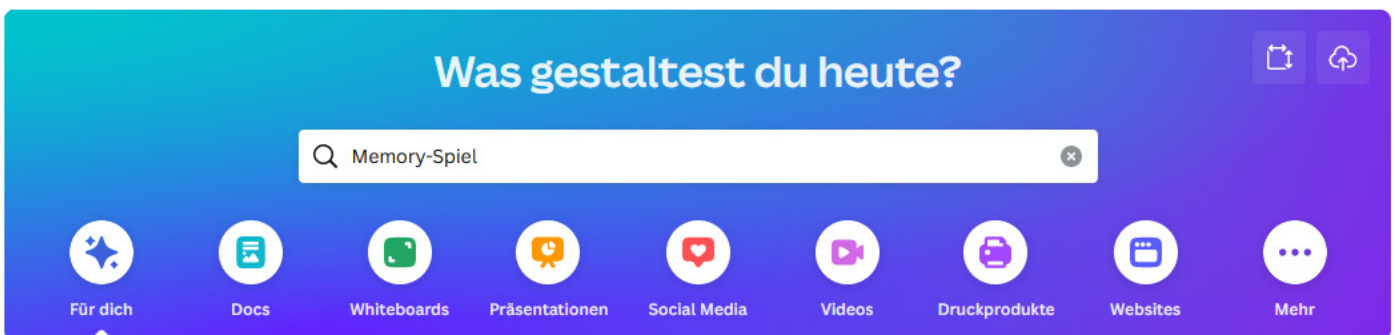 Was gestaltest du heute?
Memory-Spiel
Für dich
Docs
Whiteboards
Präsentationen
Social Media
Videos
Druckprodukte
Websites
Mehr